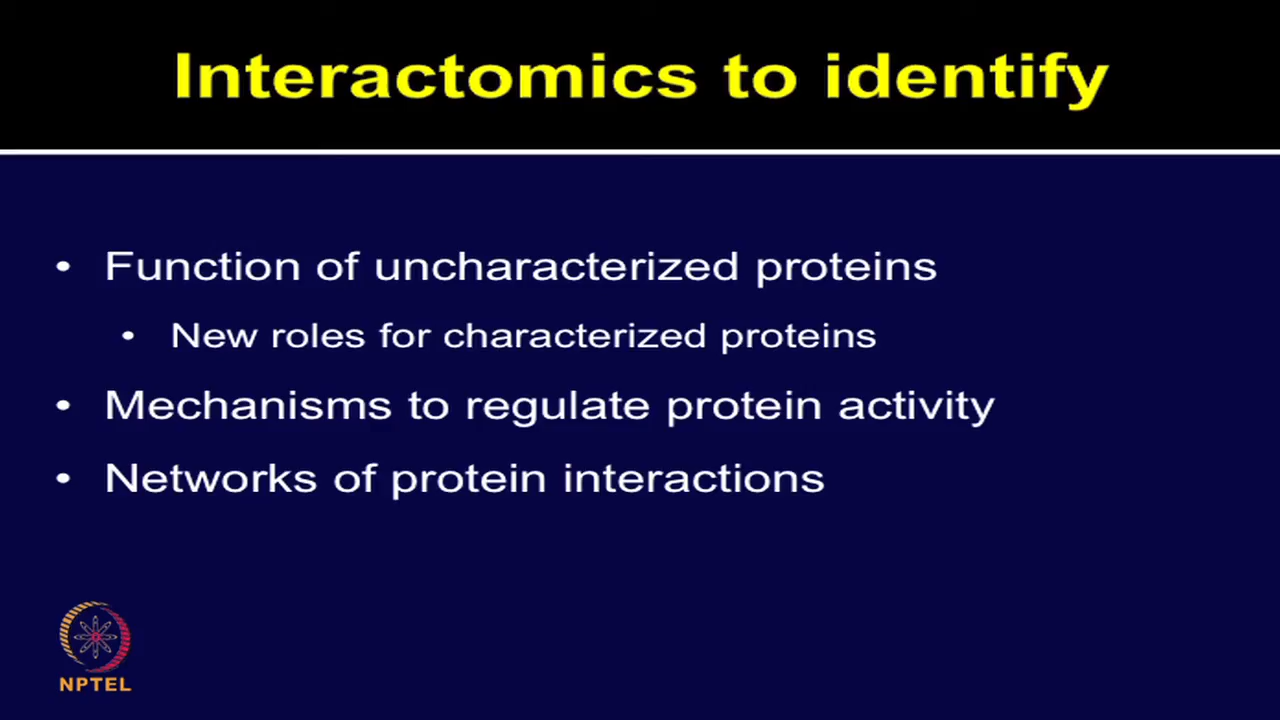 Interactomics to identify
• Function of uncharacterized proteins
• New roles for characterized proteins
• Mechanisms to regulate protein activity
• Networks of protein interactions
NPTEL